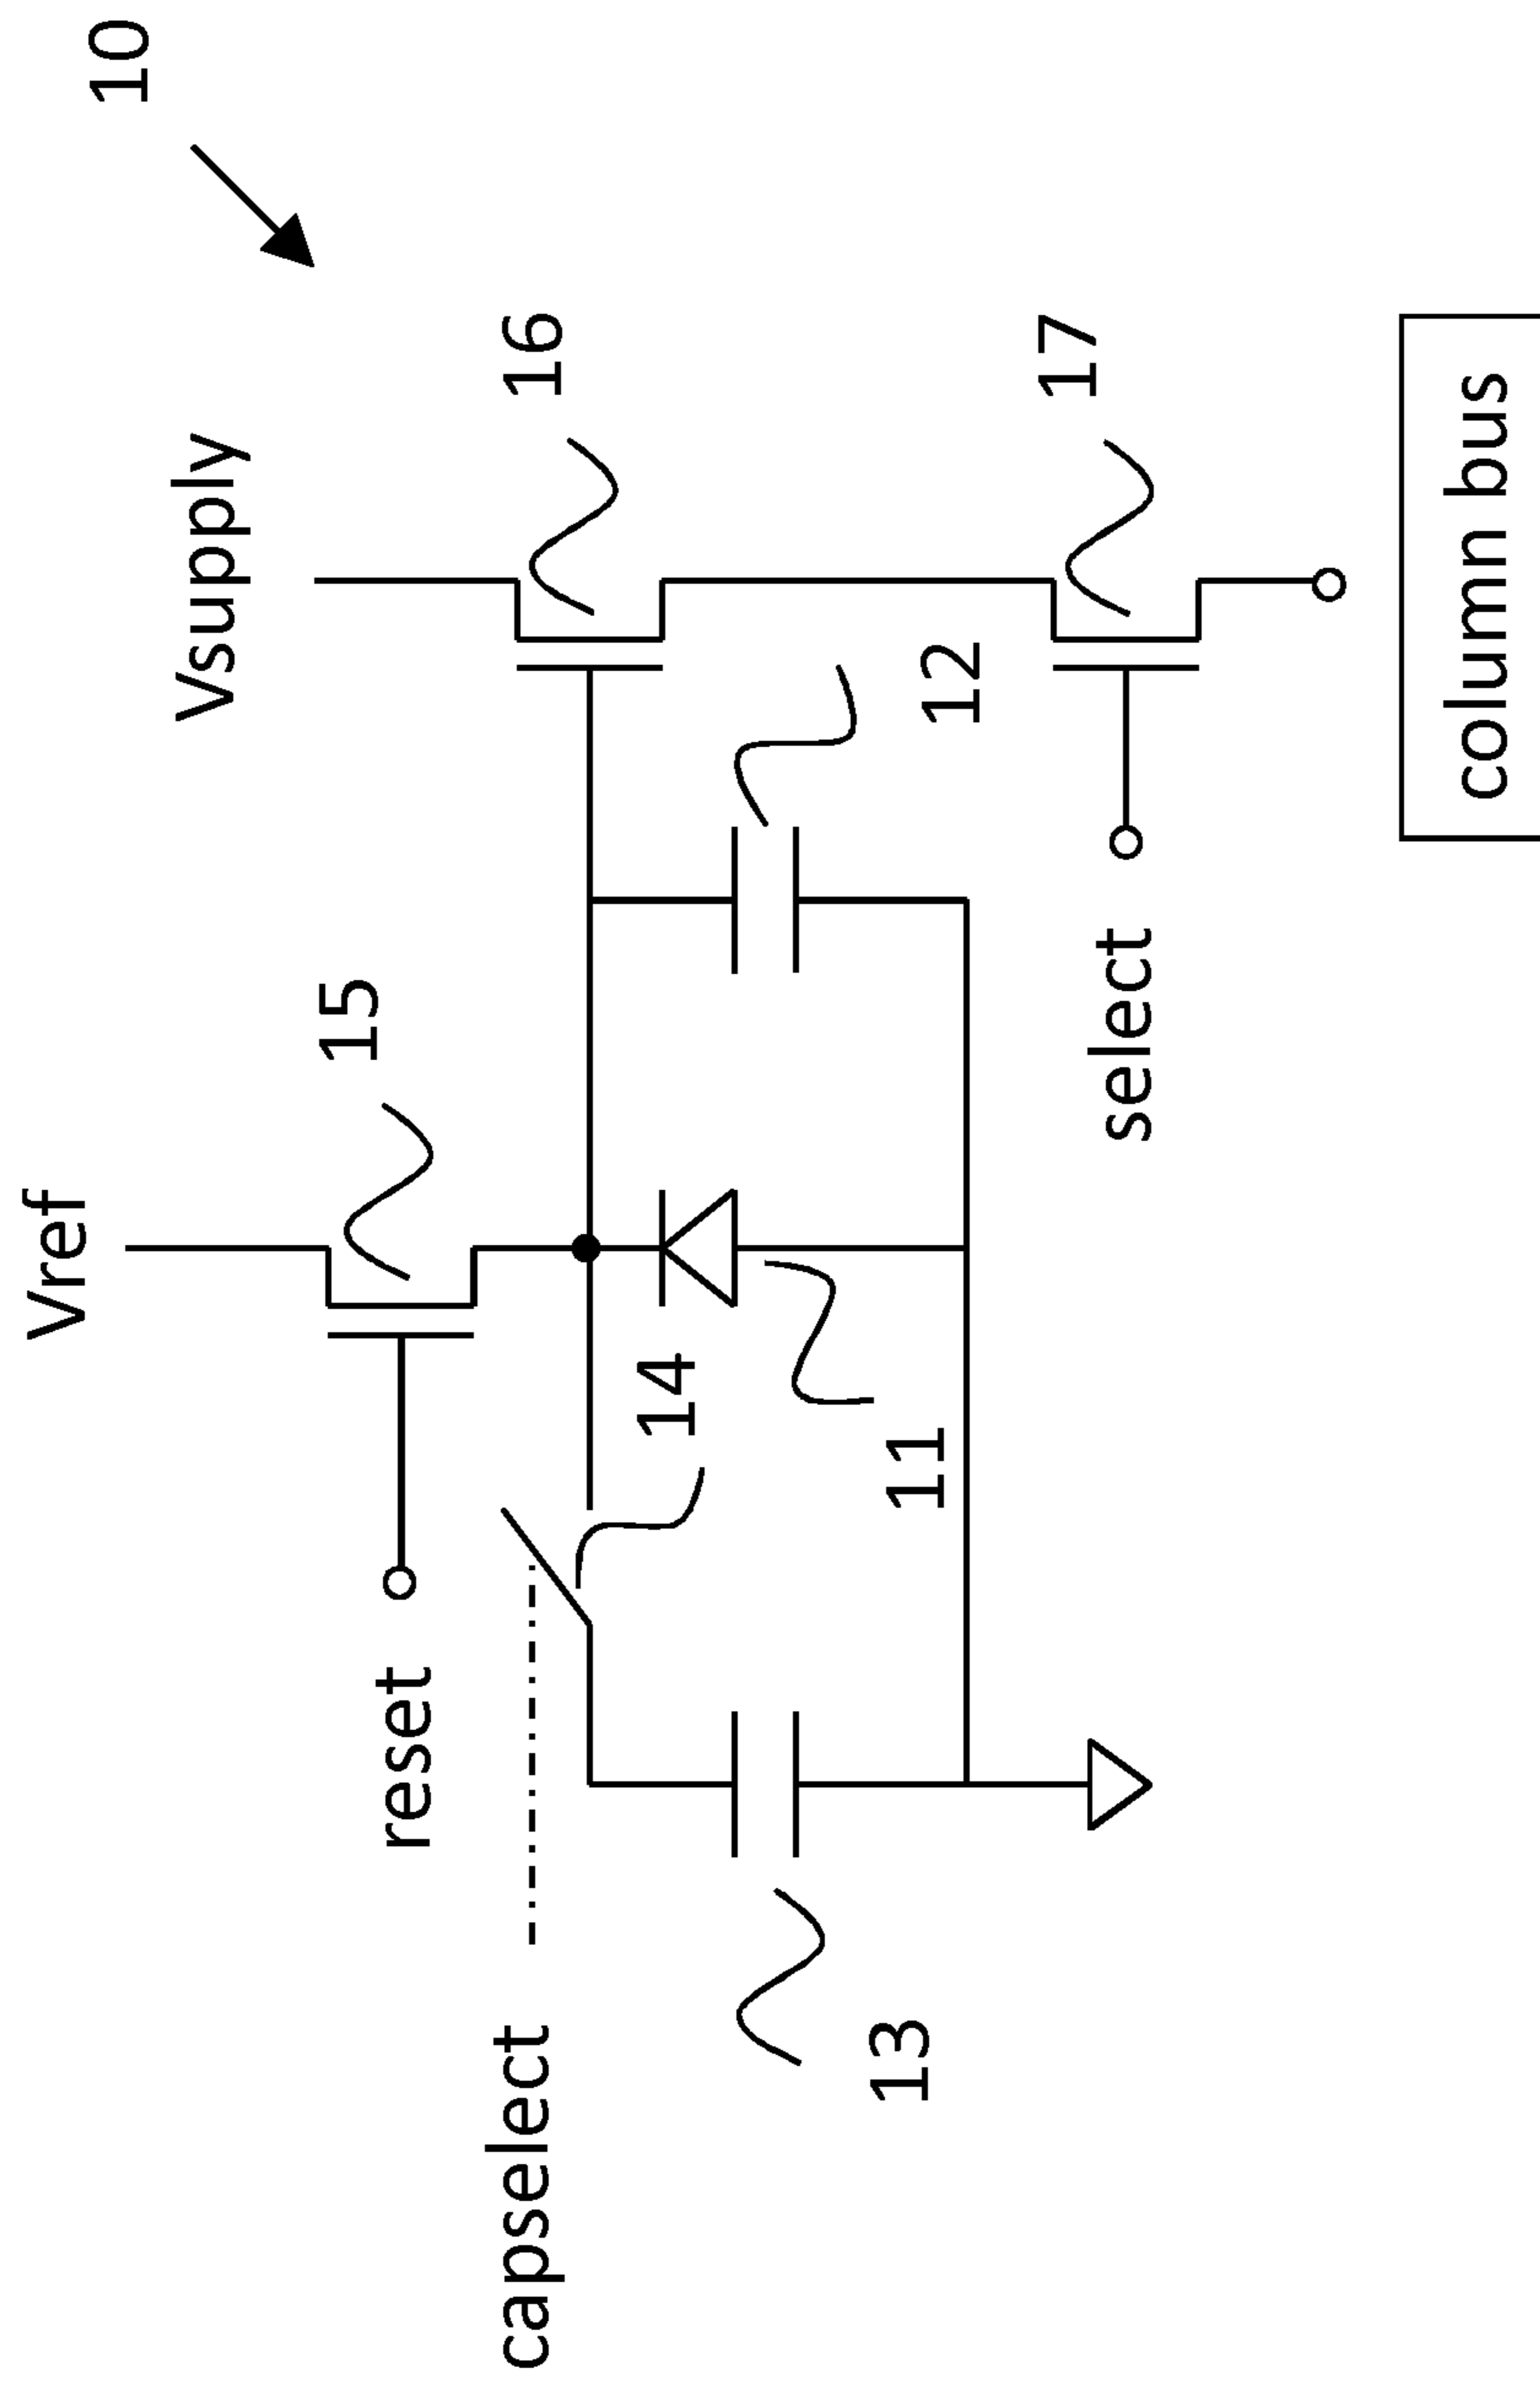 10
Vref
Vsupply
15
16
reset
capselect
14
12
17
13
11
select
column bus